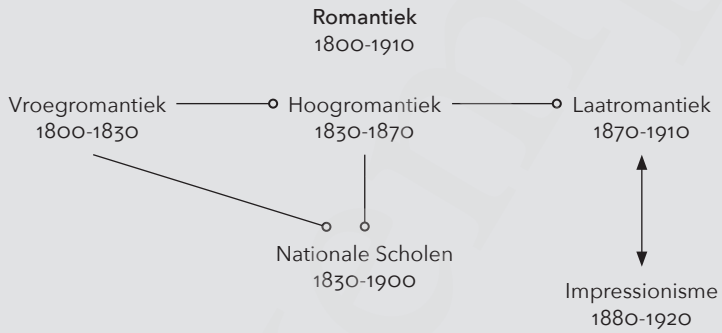 Romantiek
1800-1910
Vroegromantiek
1800-1830
Hoogromantiek
1830-1870
Laatromantiek
1870-1910
Nationale Scholen
1830-1900
Impressionisme
1880-1920